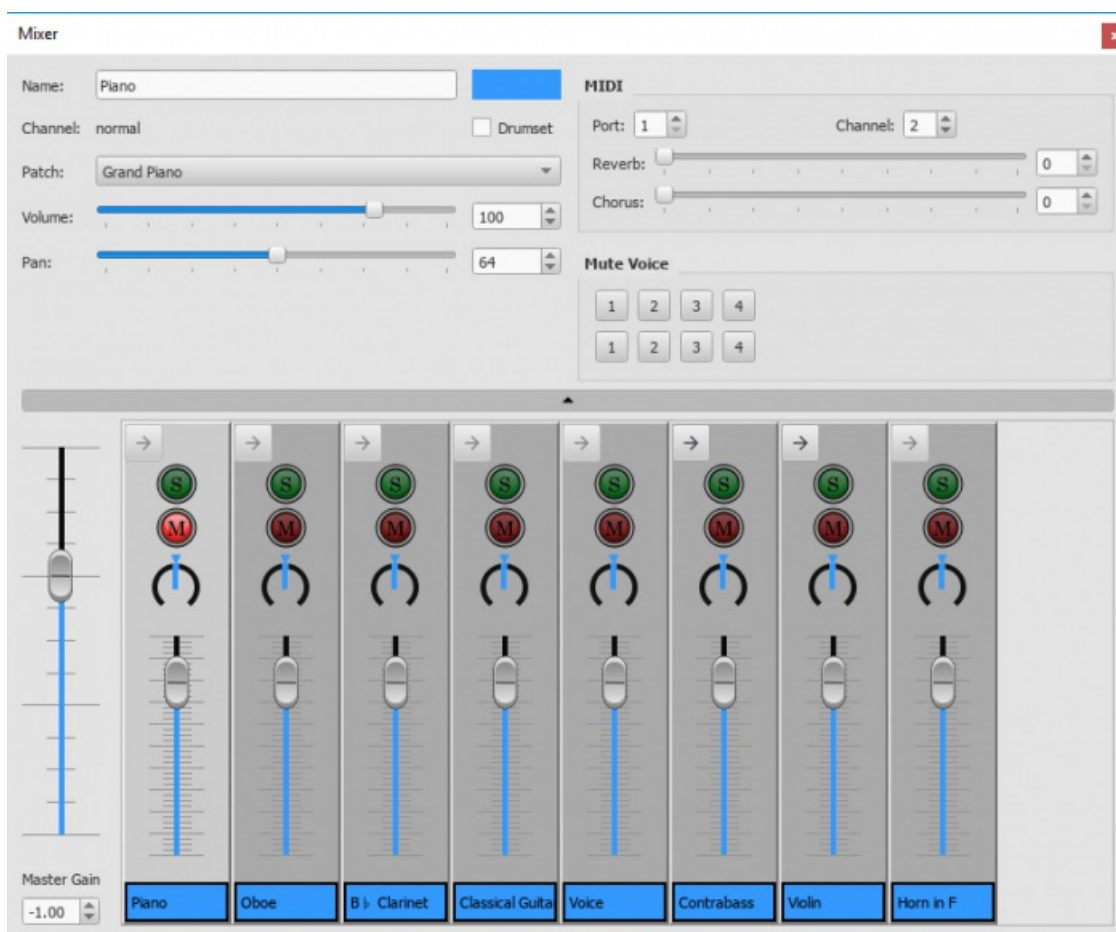 Mixer
Name: Piano
Channel: normal Drumset
Patch: Grand Piano
Volume: 100
Pan: 64
MIDI
Port: 1 Channel: 2
Reverb: 0
Chorus: 0
Mute Voice
1 2 3 4
1 2 3 4
S S S S S S S S
M M M M M M M M
Master Gain
-1.00
Piano Oboe B♭ Clarinet Classical Guita Voice Contrabass Violin Horn in F